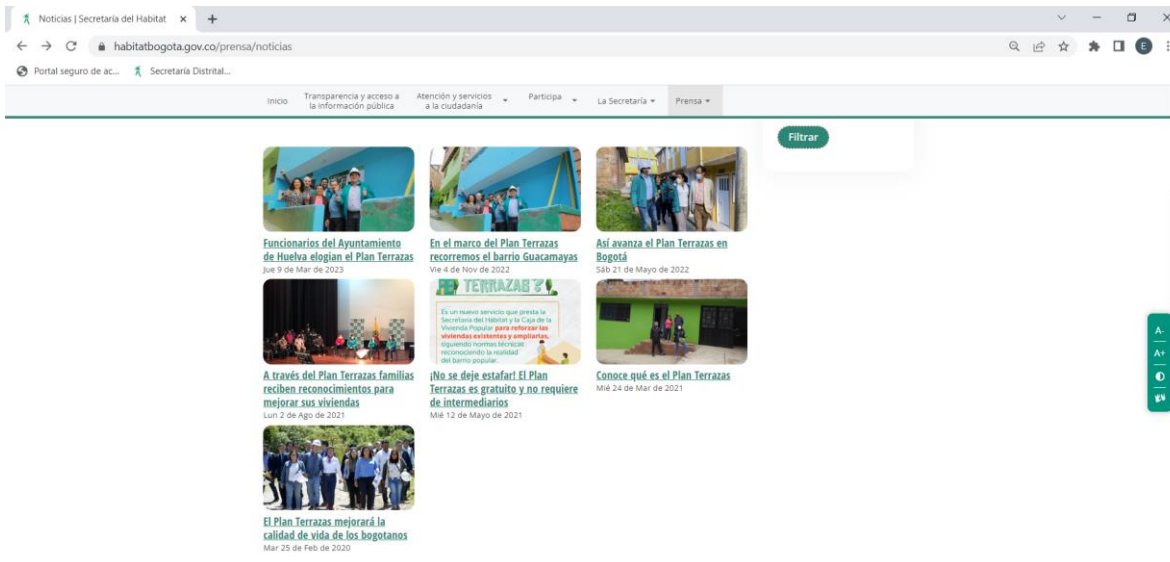 Noticias | Secretaría del Habitat
habitatbogota.gov.co/prensa/noticias
E
Portal seguro de ac...
Secretaría Distrital...
Inicio
Transparencia y acceso a
la información pública
Atención y servicios
a la ciudadanía
Participa
La Secretaría
Prensa
Filtrar
Funcionarios del Ayuntamiento
de Huelva elogian el Plan Terrazas
Jue 9 de Mar de 2023
En el marco del Plan Terrazas
recorremos el barrio Guacamayas
Vie 4 de Nov de 2022
Así avanza el Plan Terrazas en
Bogotá
Sáb 21 de Mayo de 2022
A través del Plan Terrazas familias
reciben reconocimientos para
mejorar sus viviendas
Lun 2 de Ago de 2021
TERRAZAS
Es un nuevo servicio que presta la
Secretaría del Hábitat y la Caja de la
Vivienda Popular para reforzar las
viviendas existentes y ampliarlas,
siguiendo normas técnicas
reconociendo la realidad
del barrio popular.
¡No se deje estafar! El Plan
Terrazas es gratuito y no requiere
de intermediarios
Mié 12 de Mayo de 2021
Conoce qué es el Plan Terrazas
Mié 24 de Mar de 2021
El Plan Terrazas mejorará la
calidad de vida de los bogotanos
Mar 25 de Feb de 2020
A-
A+